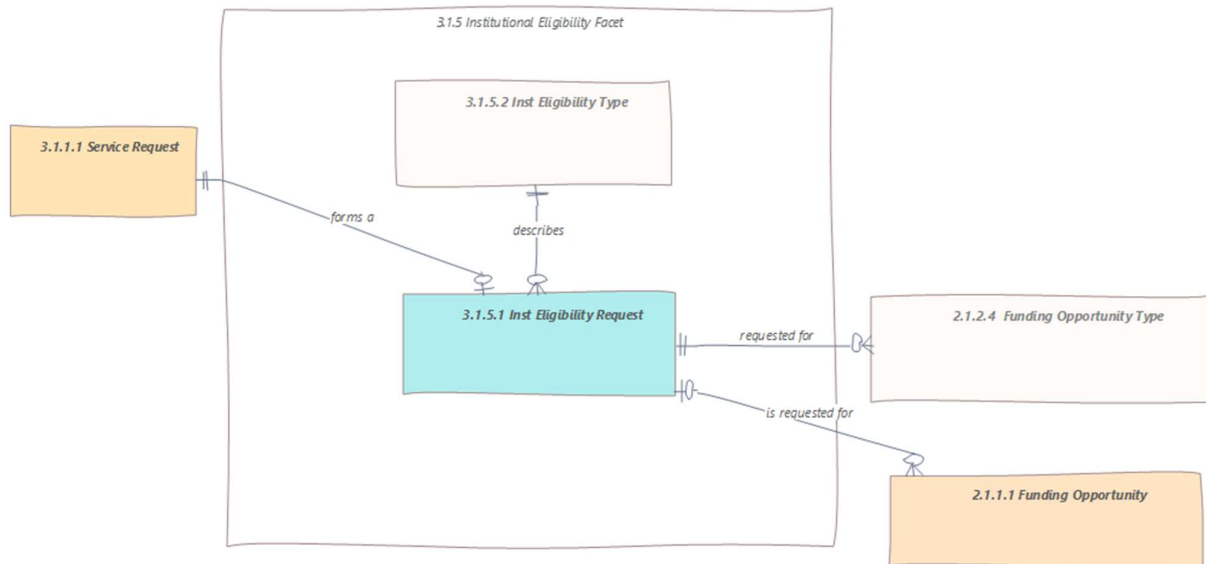 3.1.5 Institutional Eligibility Facet
3.1.5.2 Inst Eligibility Type
3.1.1.1 Service Request
forms a
describes
3.1.5.1 Inst Eligibility Request
2.1.2.4 Funding Opportunity Type
requested for
is requested for
2.1.1.1 Funding Opportunity